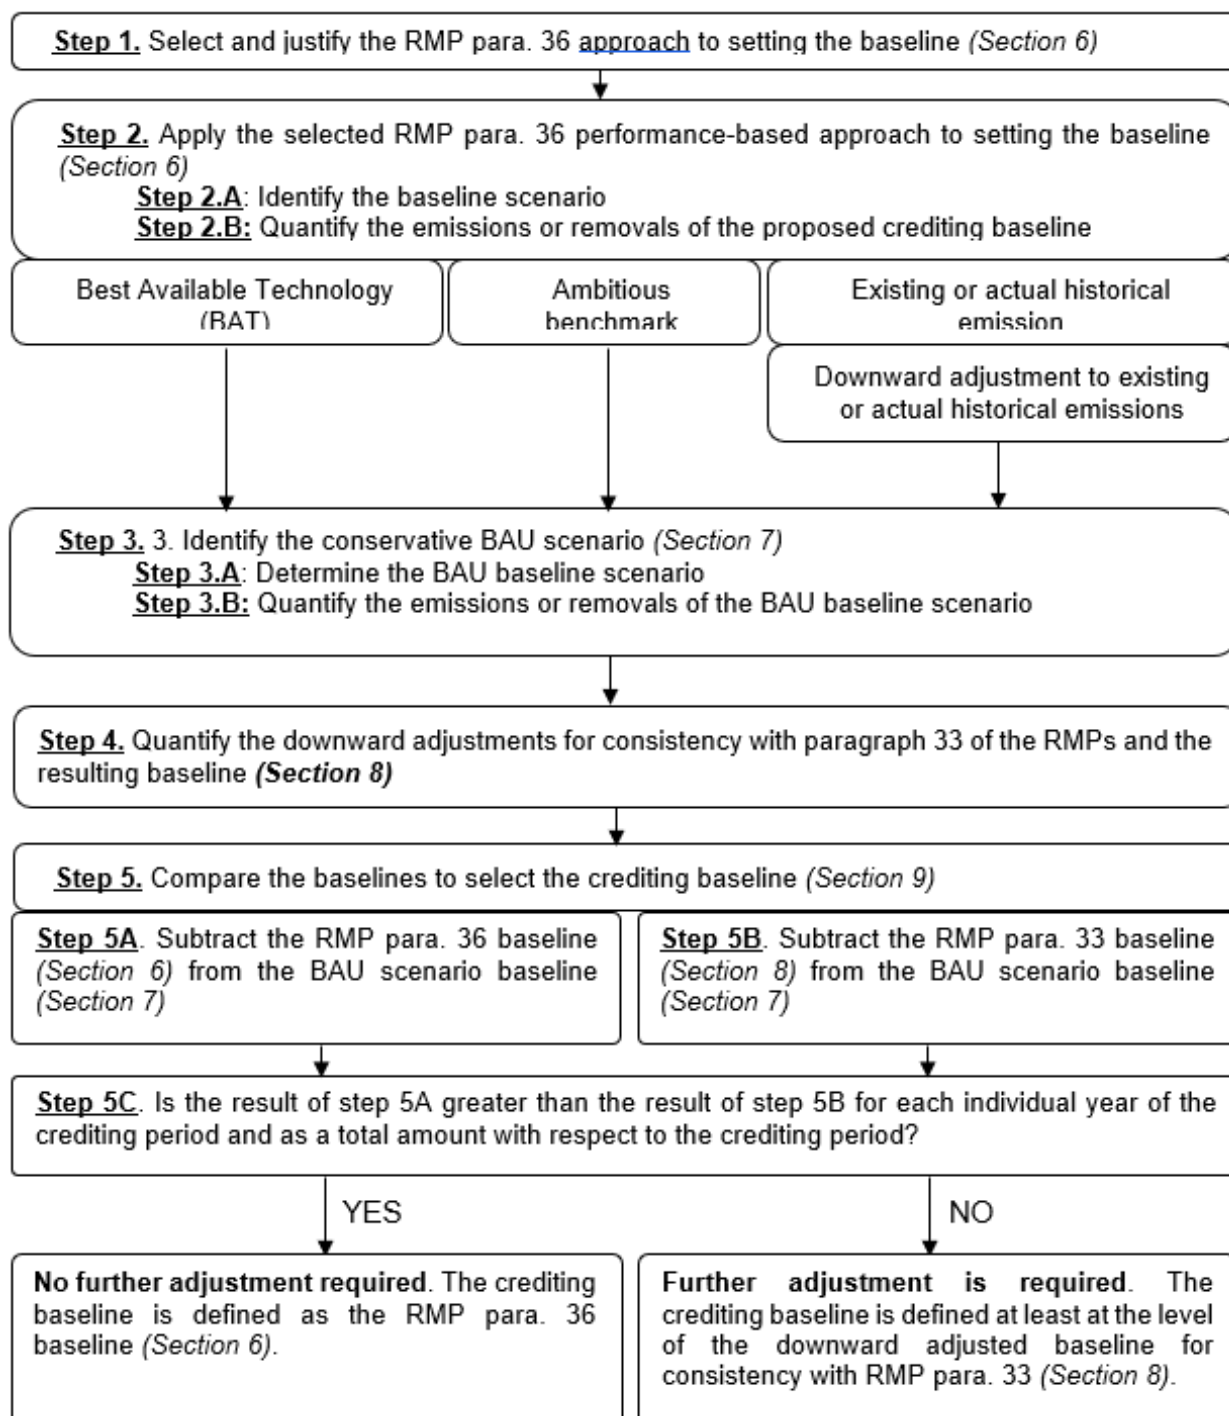 Step 1. Select and justify the RMP para. 36 approach to setting the baseline (Section 6)
Step 2. Apply the selected RMP para. 36 performance-based approach to setting the baseline
(Section 6)
Step 2.A: Identify the baseline scenario
Step 2.B: Quantify the emissions or removals of the proposed crediting baseline
Best Available Technology
(BAT)
Ambitious
benchmark
Existing or actual historical
emission
Downward adjustment to existing
or actual historical emissions
Step 3. 3. Identify the conservative BAU scenario (Section 7)
Step 3.A: Determine the BAU baseline scenario
Step 3.B: Quantify the emissions or removals of the BAU baseline scenario
Step 4. Quantify the downward adjustments for consistency with paragraph 33 of the RMPs and the
resulting baseline (Section 8)
Step 5. Compare the baselines to select the crediting baseline (Section 9)
Step 5A. Subtract the RMP para. 36 baseline
(Section 6) from the BAU scenario baseline
(Section 7)
Step 5B. Subtract the RMP para. 33 baseline
(Section 8) from the BAU scenario baseline
(Section 7)
Step 5C. Is the result of step 5A greater than the result of step 5B for each individual year of the
crediting period and as a total amount with respect to the crediting period?
YES
NO
No further adjustment required. The crediting
baseline is defined as the RMP para. 36
baseline (Section 6).
Further adjustment is required. The
crediting baseline is defined at least at the level
of the downward adjusted baseline for
consistency with RMP para. 33 (Section 8).